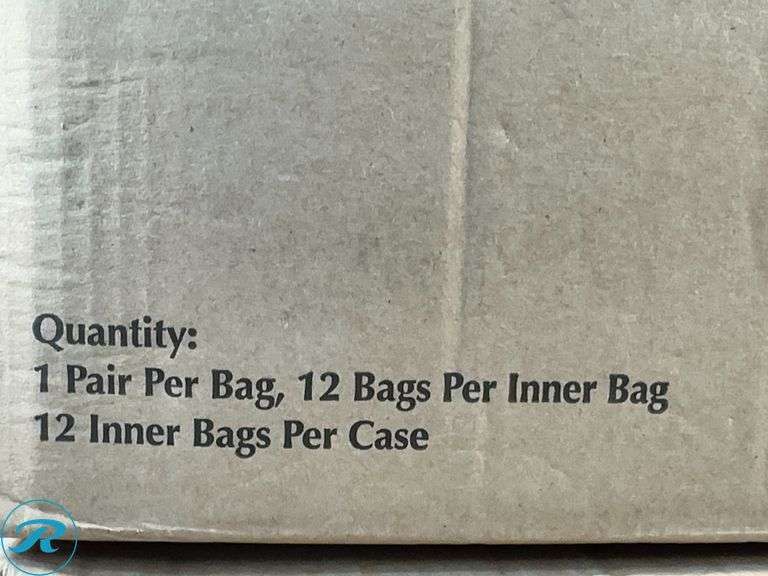 Quantity:
1 Pair Per Bag, 12 Bags Per Inner Bag
12 Inner Bags Per Case
R